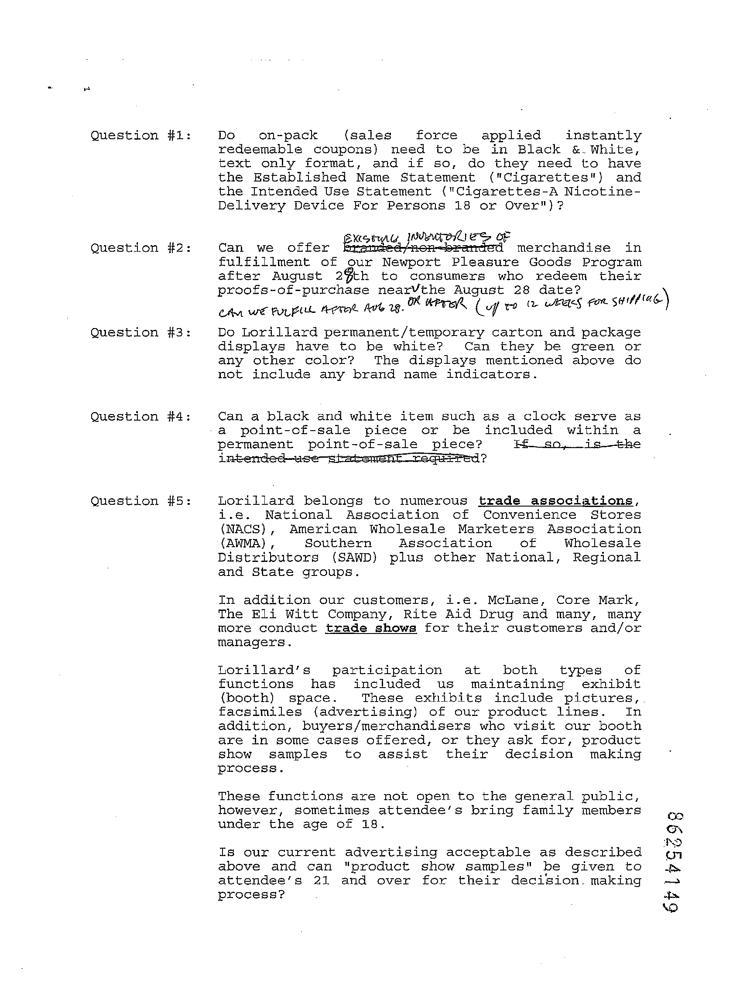 Question #1: Do on-pack (sales force applied instantly
redeemable coupons) need to be in Black & White,
text only format, and if so, do they need to have
the Established Name Statement ("Cigarettes") and
the Intended Use Statement ("Cigarettes-A Nicotine-
Delivery Device For Persons 18 or Over")?
EXISTING INVENTORIES OF
Question #2: Can we offer branded/non-branded merchandise in
fulfillment of our Newport Pleasure Goods Program
after August 28th to consumers who redeem their
proofs-of-purchase near the August 28 date?
CAN WE FULFILL AFTER AUG 28. OR AFTER (UP TO 12 WEEKS FOR SHIPPING)
Question #3: Do Lorillard permanent/temporary carton and package
displays have to be white? Can they be green or
any other color? The displays mentioned above do
not include any brand name indicators.
Question #4: Can a black and white item such as a clock serve as
a point-of-sale piece or be included within a
permanent point-of-sale piece? If so, is the
intended use statement required?
Question #5: Lorillard belongs to numerous trade associations,
i.e. National Association of Convenience Stores
(NACS), American Wholesale Marketers Association
(AWMA), Southern Association of Wholesale
Distributors (SAWD) plus other National, Regional
and State groups.
In addition our customers, i.e. McLane, Core Mark,
The Eli Witt Company, Rite Aid Drug and many, many
more conduct trade shows for their customers and/or
managers.
Lorillard's participation at both types of
functions has included us maintaining exhibit
(booth) space. These exhibits include pictures,
facsimiles (advertising) of our product lines. In
addition, buyers/merchandisers who visit our booth
are in some cases offered, or they ask for, product
show samples to assist their decision making
process.
These functions are not open to the general public,
however, sometimes attendee's bring family members
under the age of 18.
Is our current advertising acceptable as described
above and can "product show samples" be given to
attendee's 21 and over for their decision making
process?
86254149